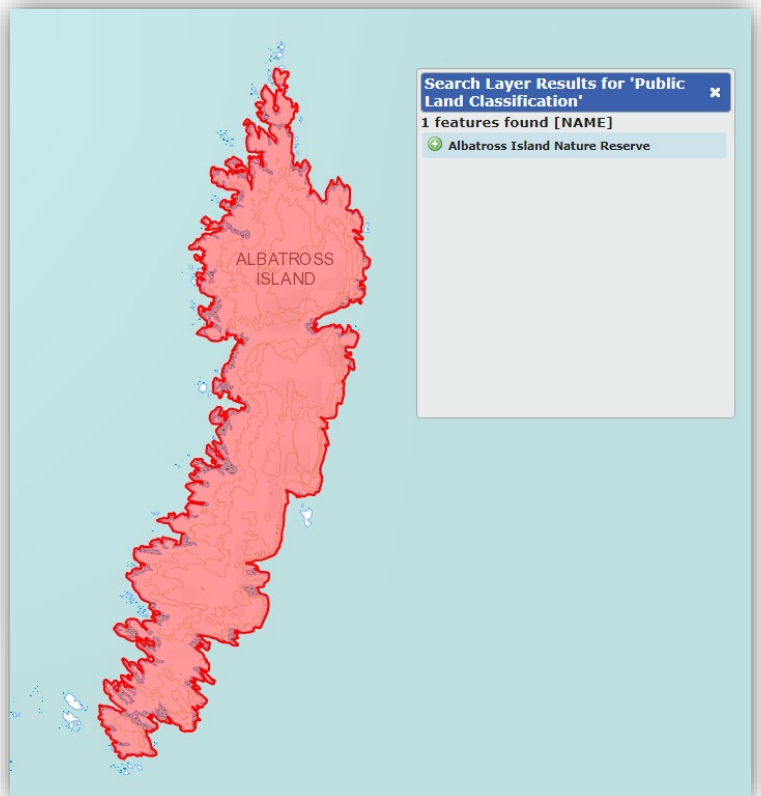 Search Layer Results for 'Public
Land Classification'
1 features found [NAME]
Albatross Island Nature Reserve
ALBATROSS
ISLAND